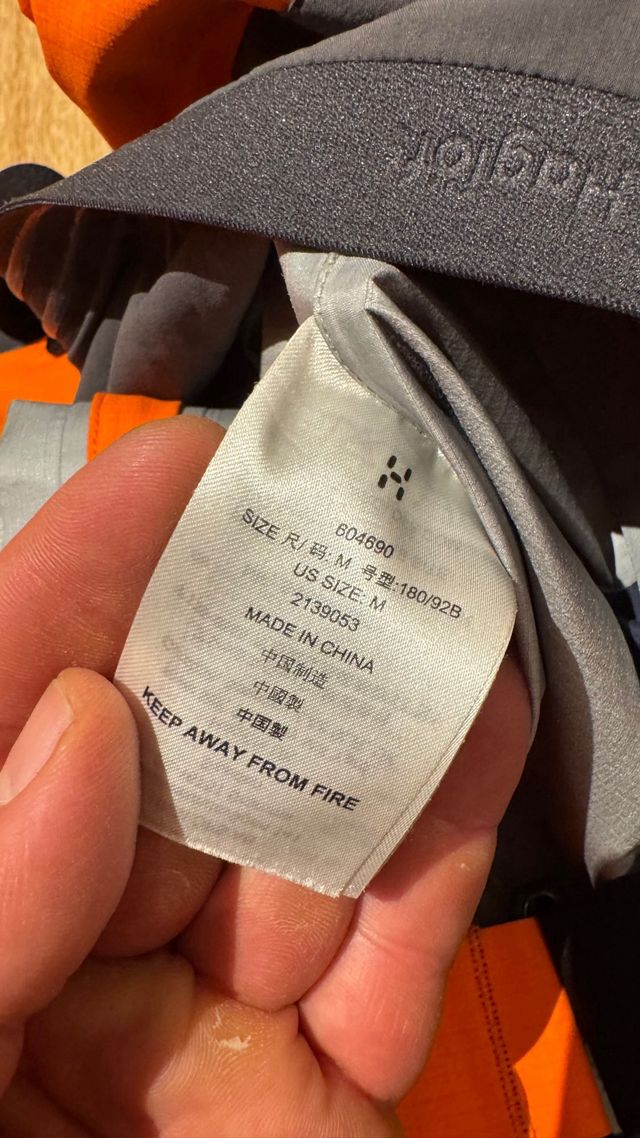 Haglöf
604690
SIZE 尺/ 码: M 号型:180/92B
US SIZE: M
2139053
MADE IN CHINA
中国制造
中國製
中国製
KEEP AWAY FROM FIRE